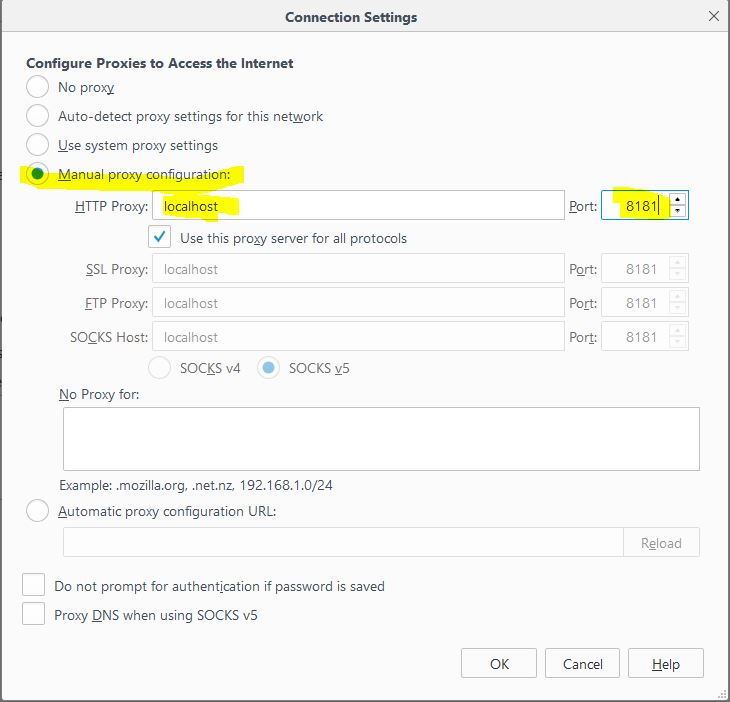 Connection Settings
Configure Proxies to Access the Internet
No proxy
Auto-detect proxy settings for this network
Use system proxy settings
Manual proxy configuration:
HTTP Proxy: localhost Port: 8181
Use this proxy server for all protocols
SSL Proxy: localhost Port: 8181
FTP Proxy: localhost Port: 8181
SOCKS Host: localhost Port: 8181
SOCKS v4 SOCKS v5
No Proxy for:
Example: .mozilla.org, .net.nz, 192.168.1.0/24
Automatic proxy configuration URL:
Reload
Do not prompt for authentication if password is saved
Proxy DNS when using SOCKS v5
OK Cancel Help